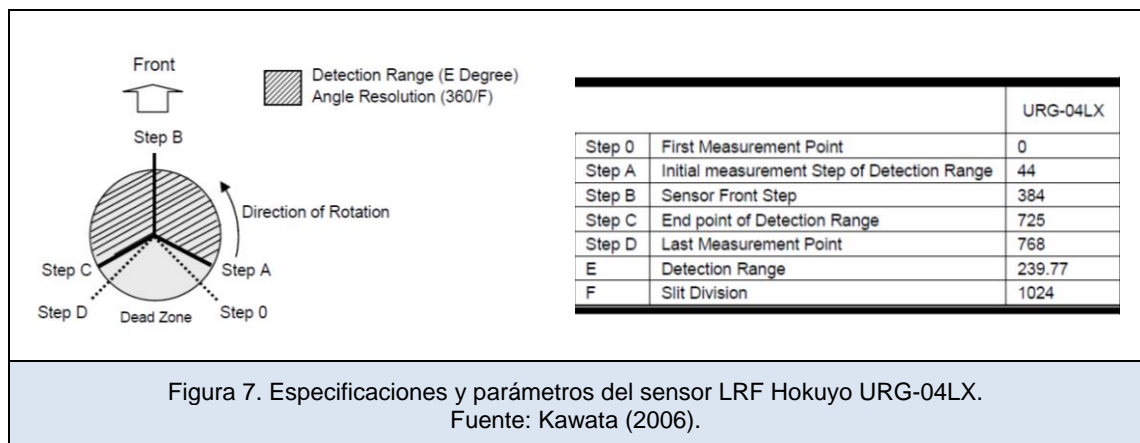 Front
Detection Range (E Degree)
Angle Resolution (360/F)
Step B
Direction of Rotation
Step C
Step A
Step D
Dead Zone
Step 0
URG-04LX
Step 0 First Measurement Point 0
Step A Initial measurement Step of Detection Range 44
Step B Sensor Front Step 384
Step C End point of Detection Range 725
Step D Last Measurement Point 768
E Detection Range 239.77
F Slit Division 1024
Figura 7. Especificaciones y parámetros del sensor LRF Hokuyo URG-04LX.
Fuente: Kawata (2006).